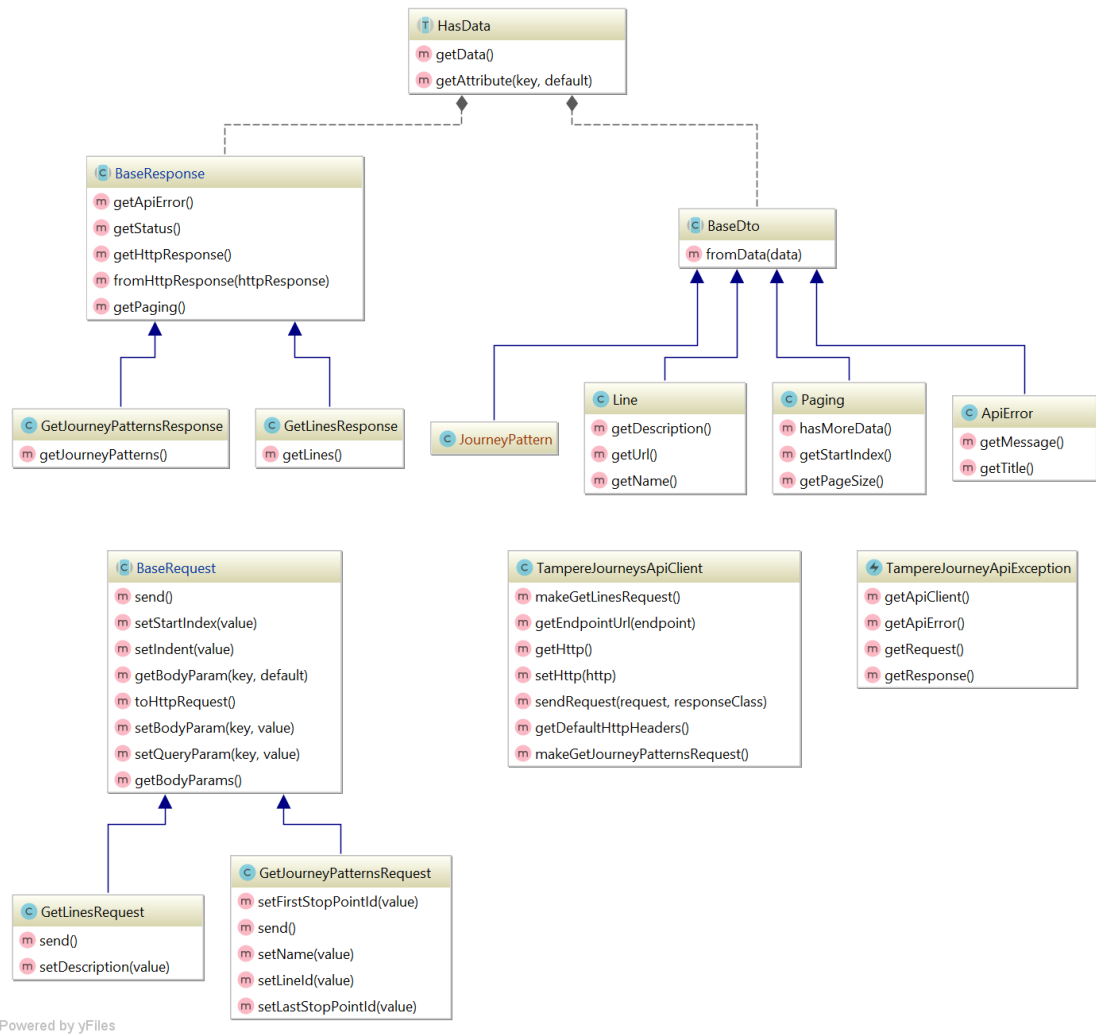 HasData
getData()
getAttribute(key, default)
BaseResponse
getApiError()
getStatus()
getHttpResponse()
fromHttpResponse(httpResponse)
getPaging()
BaseDto
fromData(data)
GetJourneyPatternsResponse
getJourneyPatterns()
GetLinesResponse
getLines()
JourneyPattern
Line
getDescription()
getUrl()
getName()
Paging
hasMoreData()
getStartIndex()
getPageSize()
ApiError
getMessage()
getTitle()
BaseRequest
send()
setStartIndex(value)
setIndent(value)
getBodyParam(key, default)
toHttpRequest()
setBodyParam(key, value)
setQueryParam(key, value)
getBodyParams()
TampereJourneysApiClient
makeGetLinesRequest()
getEndpointUrl(endpoint)
getHttp()
setHttp(http)
sendRequest(request, responseClass)
getDefaultHttpHeaders()
makeGetJourneyPatternsRequest()
TampereJourneyApiException
getApiClient()
getApiError()
getRequest()
getResponse()
GetLinesRequest
send()
setDescription(value)
GetJourneyPatternsRequest
setFirstStopPointId(value)
send()
setName(value)
setLineId(value)
setLastStopPointId(value)
Powered by yFiles